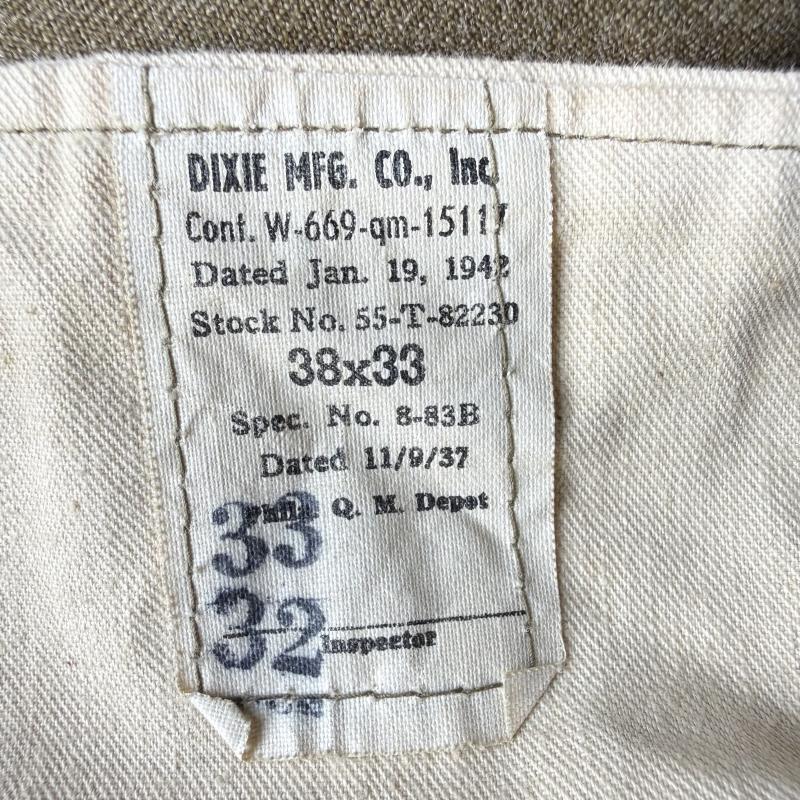 DIXIE MFG. CO., Inc
Cont. W-669-qm-15117
Dated Jan. 19, 1942
Stock No. 55-T-82230
38x33
Spec. No. 8-83B
Dated 11/9/37
Phila. Q. M. Depot
33
32
Inspector